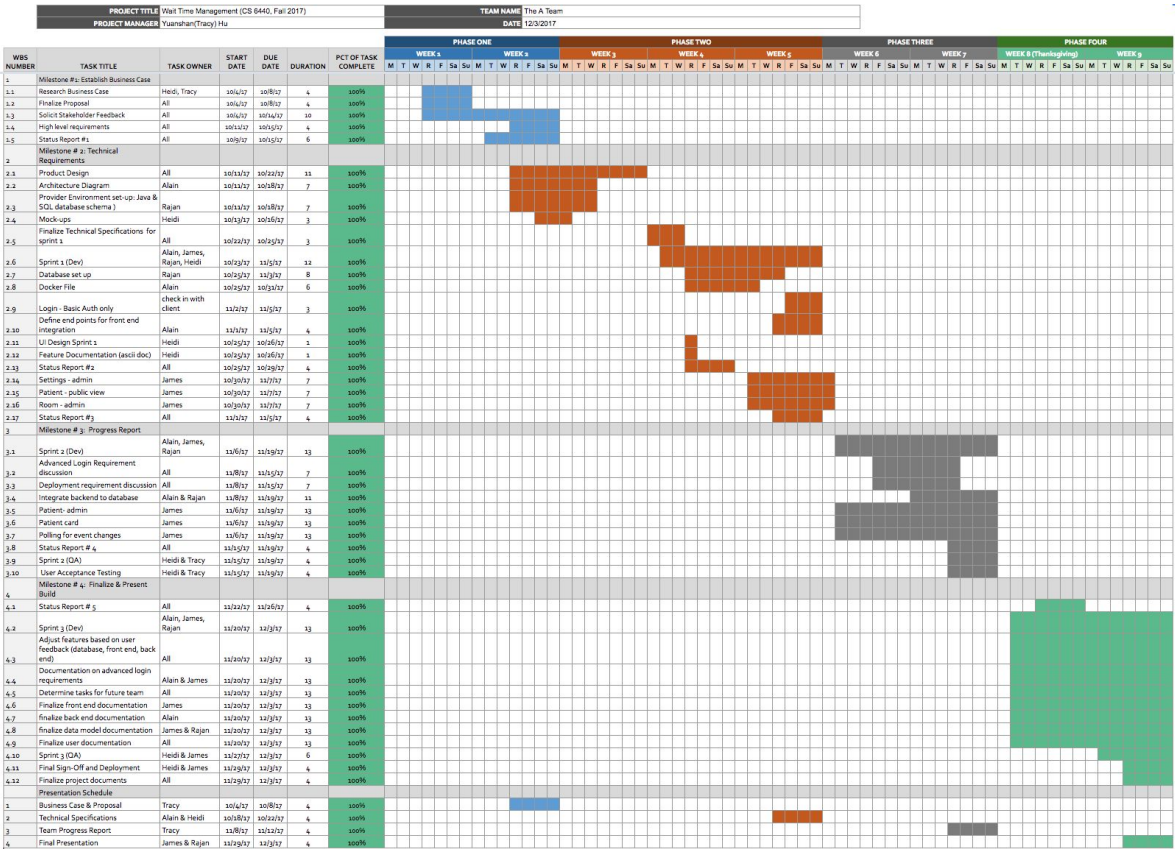 PROJECT TITLE Wait Time Management (CS 6440, Fall 2017) TEAM NAME The A Team
PROJECT MANAGER Yuanshan(Tracy) Hu DATE 12/3/2017
PHASE ONE PHASE TWO PHASE THREE PHASE FOUR
WEEK 1 WEEK 2 WEEK 3 WEEK 4 WEEK 5 WEEK 6 WEEK 7 WEEK 8 (Thanksgiving) WEEK 9
WBS NUMBER TASK TITLE TASK OWNER START DATE DUE DATE DURATION PCT OF TASK COMPLETE M T W R F Sa Su M T W R F Sa Su M T W R F Sa Su M T W R F Sa Su M T W R F Sa Su M T W R F Sa Su M T W R F Sa Su M T W R F Sa Su M T W R F Sa Su
1 Milestone #1: Establish Business Case
1.1 Research Business Case Heidi, Tracy 10/4/17 10/8/17 4 100%
1.2 Finalize Proposal All 10/4/17 10/8/17 4 100%
1.3 Solicit Stakeholder Feedback All 10/4/17 10/14/17 10 100%
1.4 High level requirements All 10/11/17 10/15/17 4 100%
1.5 Status Report #1 All 10/9/17 10/15/17 6 100%
2 Milestone # 2: Technical Requirements
2.1 Product Design All 10/11/17 10/22/17 11 100%
2.2 Architecture Diagram Alain 10/11/17 10/18/17 7 100%
2.3 Provider Environment set-up: Java & SQL database schema ) Rajan 10/11/17 10/18/17 7 100%
2.4 Mock-ups Heidi 10/13/17 10/16/17 3 100%
2.5 Finalize Technical Specifications for sprint 1 All 10/22/17 10/25/17 3 100%
2.6 Sprint 1 (Dev) Alain, James, Rajan, Heidi 10/23/17 11/5/17 12 100%
2.7 Database set up Rajan 10/25/17 11/3/17 8 100%
2.8 Docker File Alain 10/25/17 10/31/17 6 100%
2.9 Login - Basic Auth only check in with client 11/2/17 11/5/17 3 100%
2.10 Define end points for front end integration Alain 11/1/17 11/5/17 4 100%
2.11 UI Design Sprint 1 Heidi 10/25/17 10/26/17 1 100%
2.12 Feature Documentation (ascii doc) Heidi 10/25/17 10/26/17 1 100%
2.13 Status Report #2 All 10/25/17 10/29/17 4 100%
2.14 Settings - admin James 10/30/17 11/7/17 7 100%
2.15 Patient - public view James 10/30/17 11/7/17 7 100%
2.16 Room - admin James 10/30/17 11/7/17 7 100%
2.17 Status Report #3 All 11/1/17 11/5/17 4 100%
3 Milestone # 3: Progress Report
3.1 Sprint 2 (Dev) Alain, James, Rajan 11/6/17 11/19/17 13 100%
3.2 Advanced Login Requirement discussion All 11/8/17 11/15/17 7 100%
3.3 Deployment requirement discussion All 11/8/17 11/15/17 7 100%
3.4 Integrate backend to database Alain & Rajan 11/8/17 11/19/17 11 100%
3.5 Patient- admin James 11/6/17 11/19/17 13 100%
3.6 Patient card James 11/6/17 11/19/17 13 100%
3.7 Polling for event changes James 11/6/17 11/19/17 13 100%
3.8 Status Report # 4 All 11/15/17 11/19/17 4 100%
3.9 Sprint 2 (QA) Heidi & Tracy 11/15/17 11/19/17 4 100%
3.10 User Acceptance Testing Heidi & Tracy 11/15/17 11/19/17 4 100%
4 Milestone # 4: Finalize & Present Build
4.1 Status Report # 5 All 11/22/17 11/26/17 4 100%
4.2 Sprint 3 (Dev) Alain, James, Rajan 11/20/17 12/3/17 13 100%
4.3 Adjust features based on user feedback (database, front end, back end) All 11/20/17 12/3/17 13 100%
4.4 Documentation on advanced login requirements Alain & James 11/20/17 12/3/17 13 100%
4.5 Determine tasks for future team All 11/20/17 12/3/17 13 100%
4.6 Finalize front end documentation James 11/20/17 12/3/17 13 100%
4.7 finalize back end documentation Alain 11/20/17 12/3/17 13 100%
4.8 finalize data model documentation James & Rajan 11/20/17 12/3/17 13 100%
4.9 Finalize user documentation All 11/20/17 12/3/17 13 100%
4.10 Sprint 3 (QA) Heidi & James 11/27/17 12/3/17 6 100%
4.11 Final Sign-Off and Deployment Heidi & James 11/29/17 12/3/17 4 100%
4.12 Finalize project documents All 11/29/17 12/3/17 4 100%
Presentation Schedule
1 Business Case & Proposal Tracy 10/4/17 10/8/17 4 100%
2 Technical Specifications Alain & Heidi 10/18/17 10/22/17 4 100%
3 Team Progress Report Tracy 11/8/17 11/12/17 4 100%
4 Final Presentation James & Rajan 11/29/17 12/3/17 4 100%